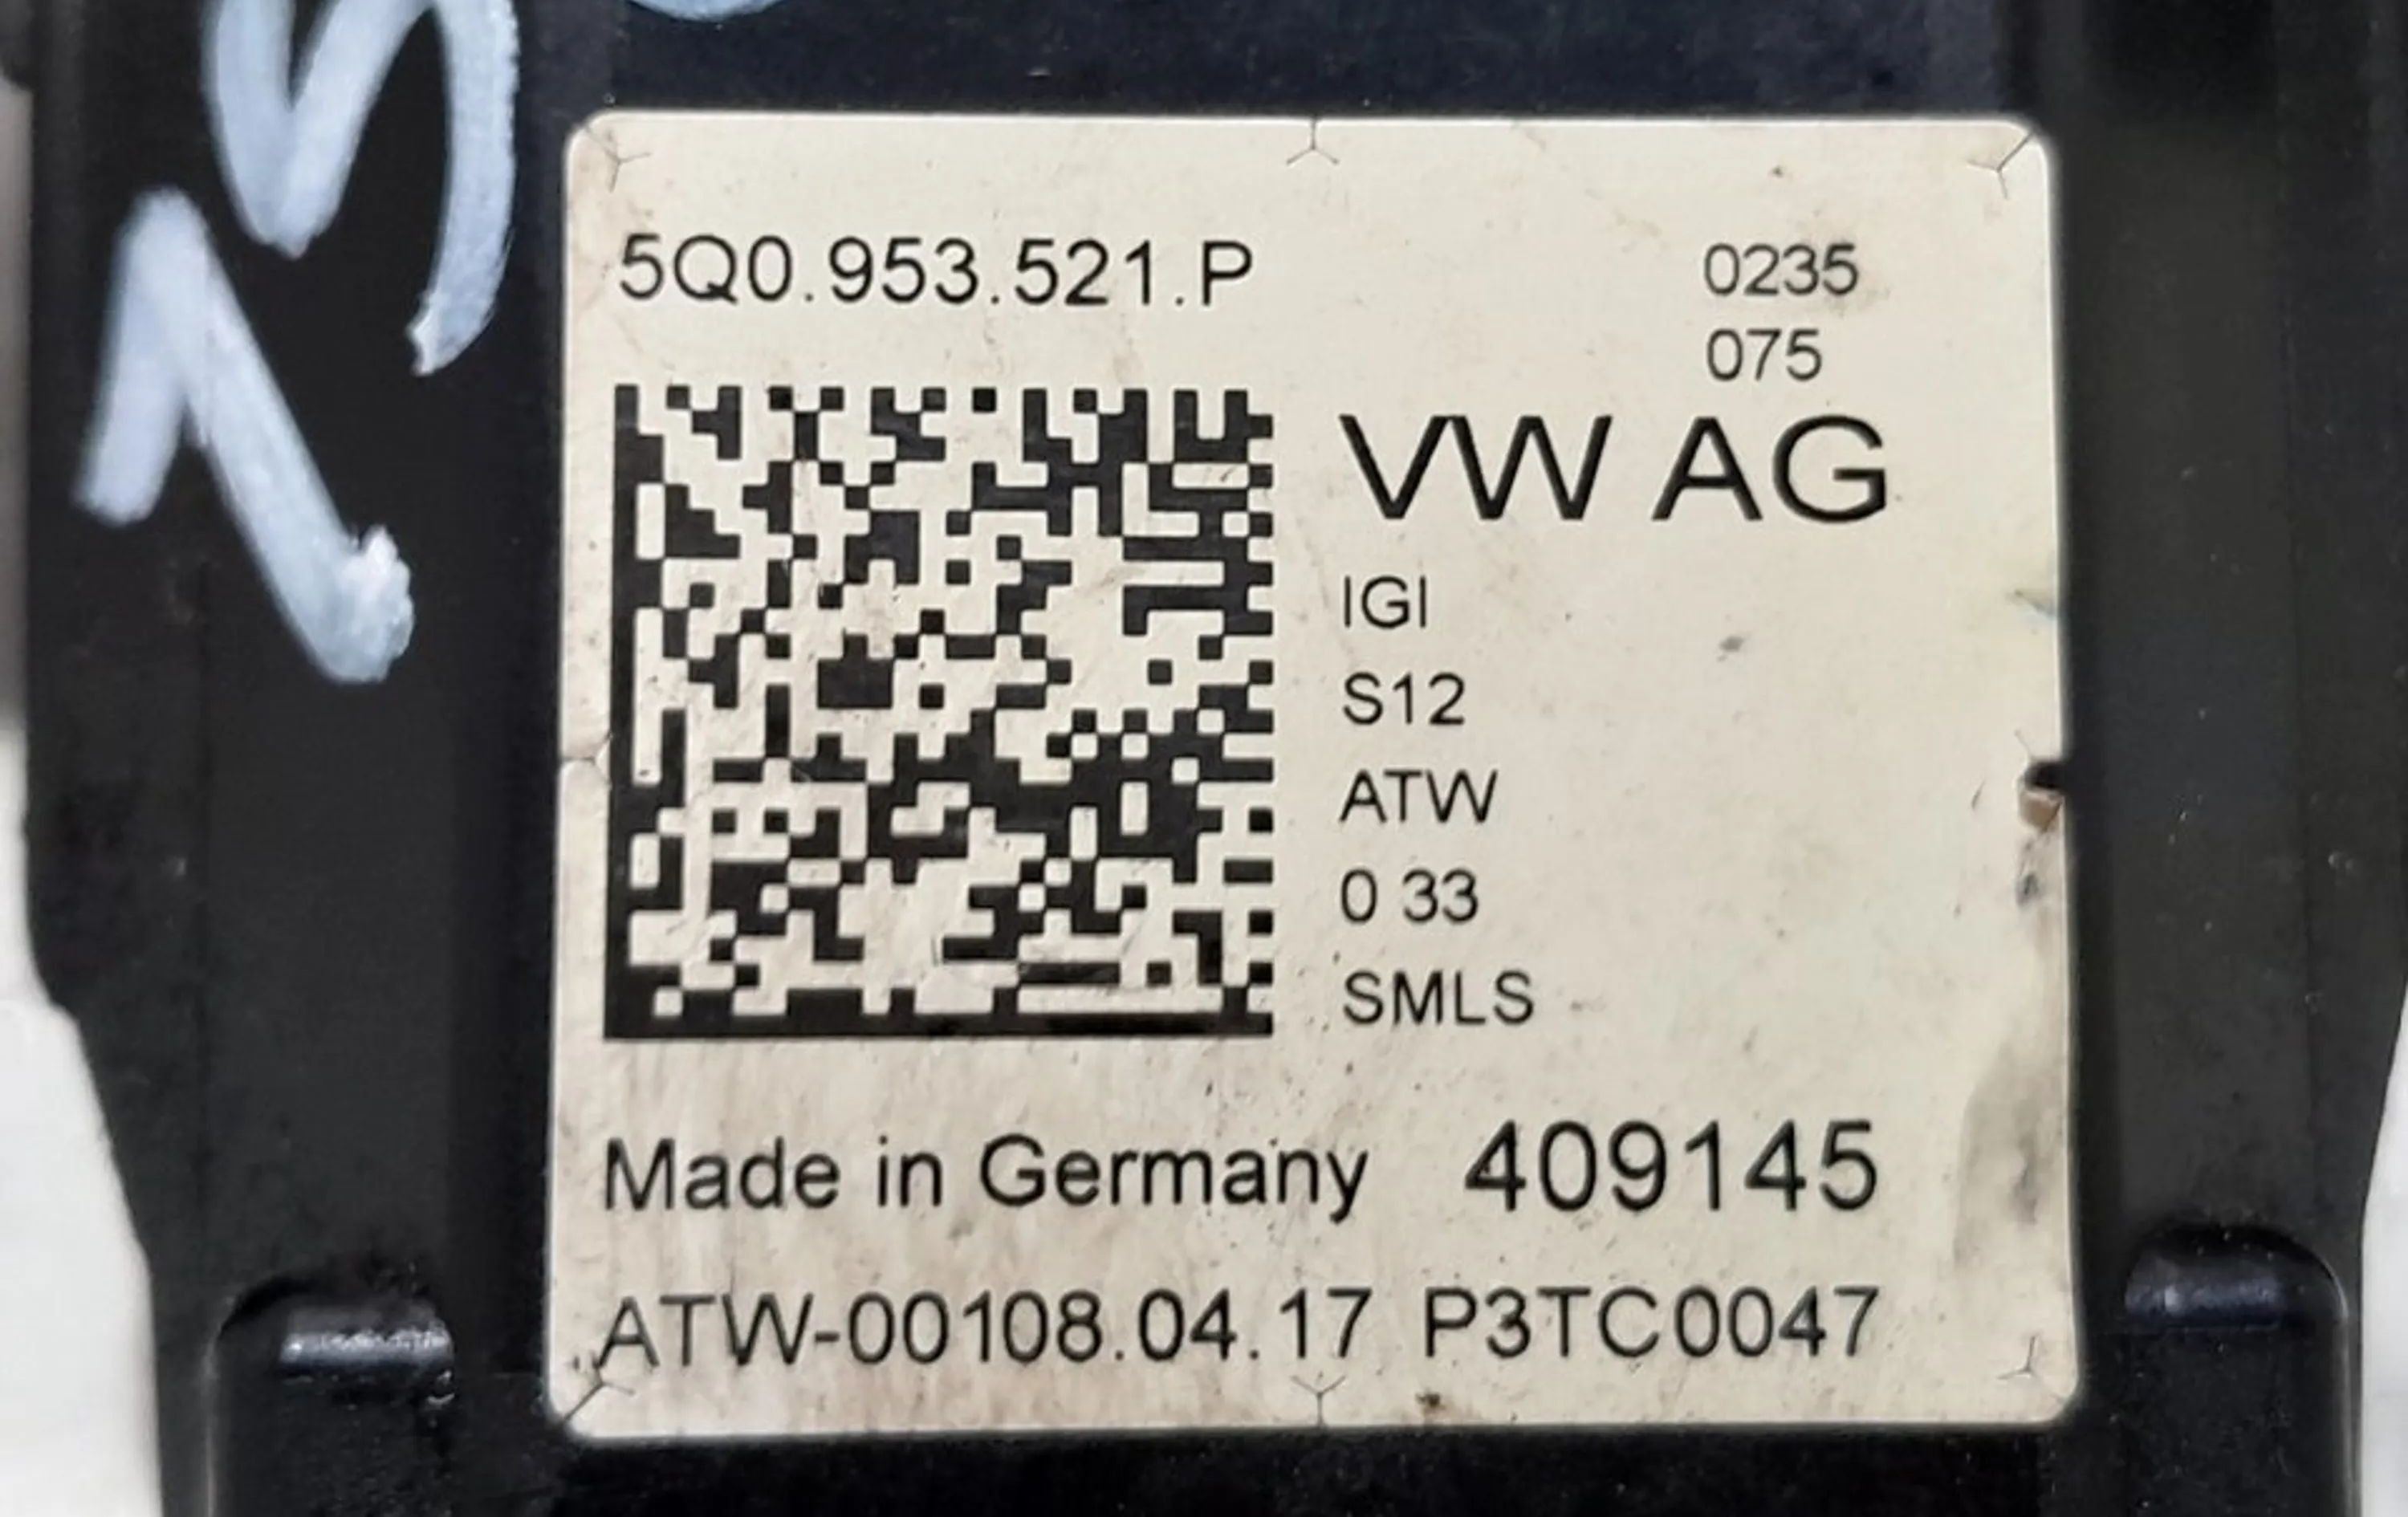 5Q0.953.521.P 0235
075
VW AG
IGI
S12
ATW
0 33
SMLS
Made in Germany 409145
ATW-00108.04.17 P3TC0047